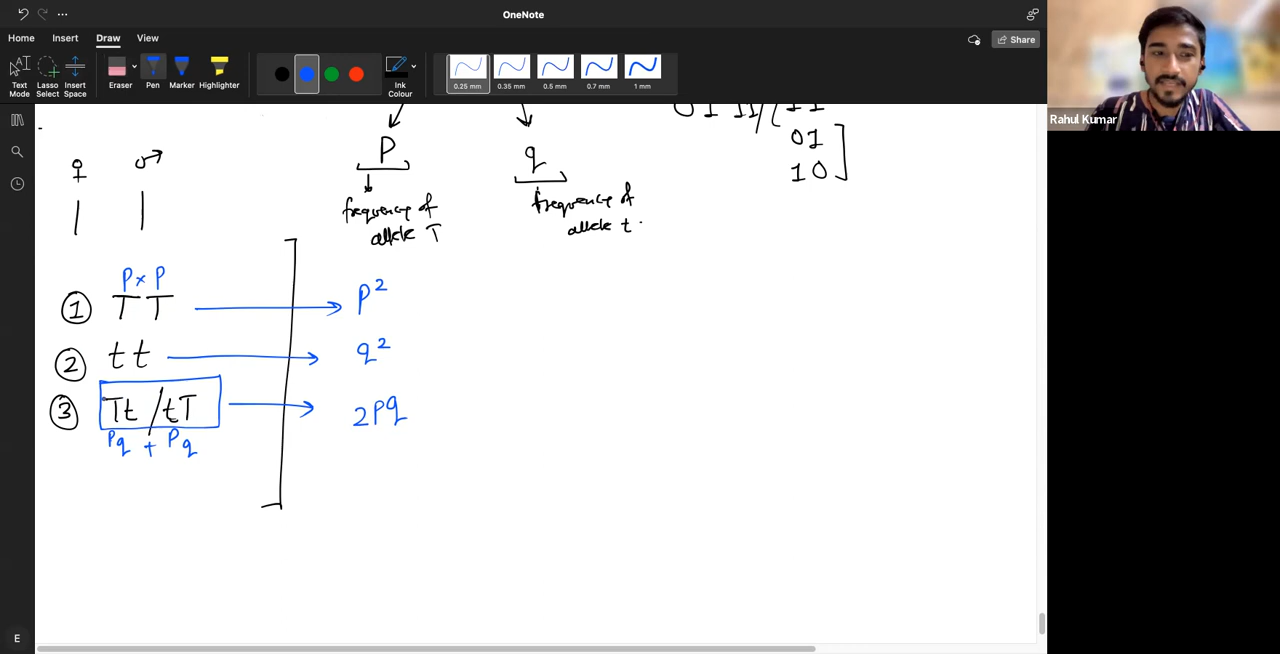 OneNote
Home Insert Draw View
Share
Text Mode
Lasso Select
Insert Space
Eraser
Pen
Marker
Highlighter
Ink Colour
0.25 mm
0.35 mm
0.5 mm
0.7 mm
1 mm
Rahul Kumar
01
10
♀ ♂
P q
frequency of
allele T
frequency of
allele t
P × P
① TT → P²
② tt → q²
③ Tt / tT → 2Pq
Pq + Pq
E